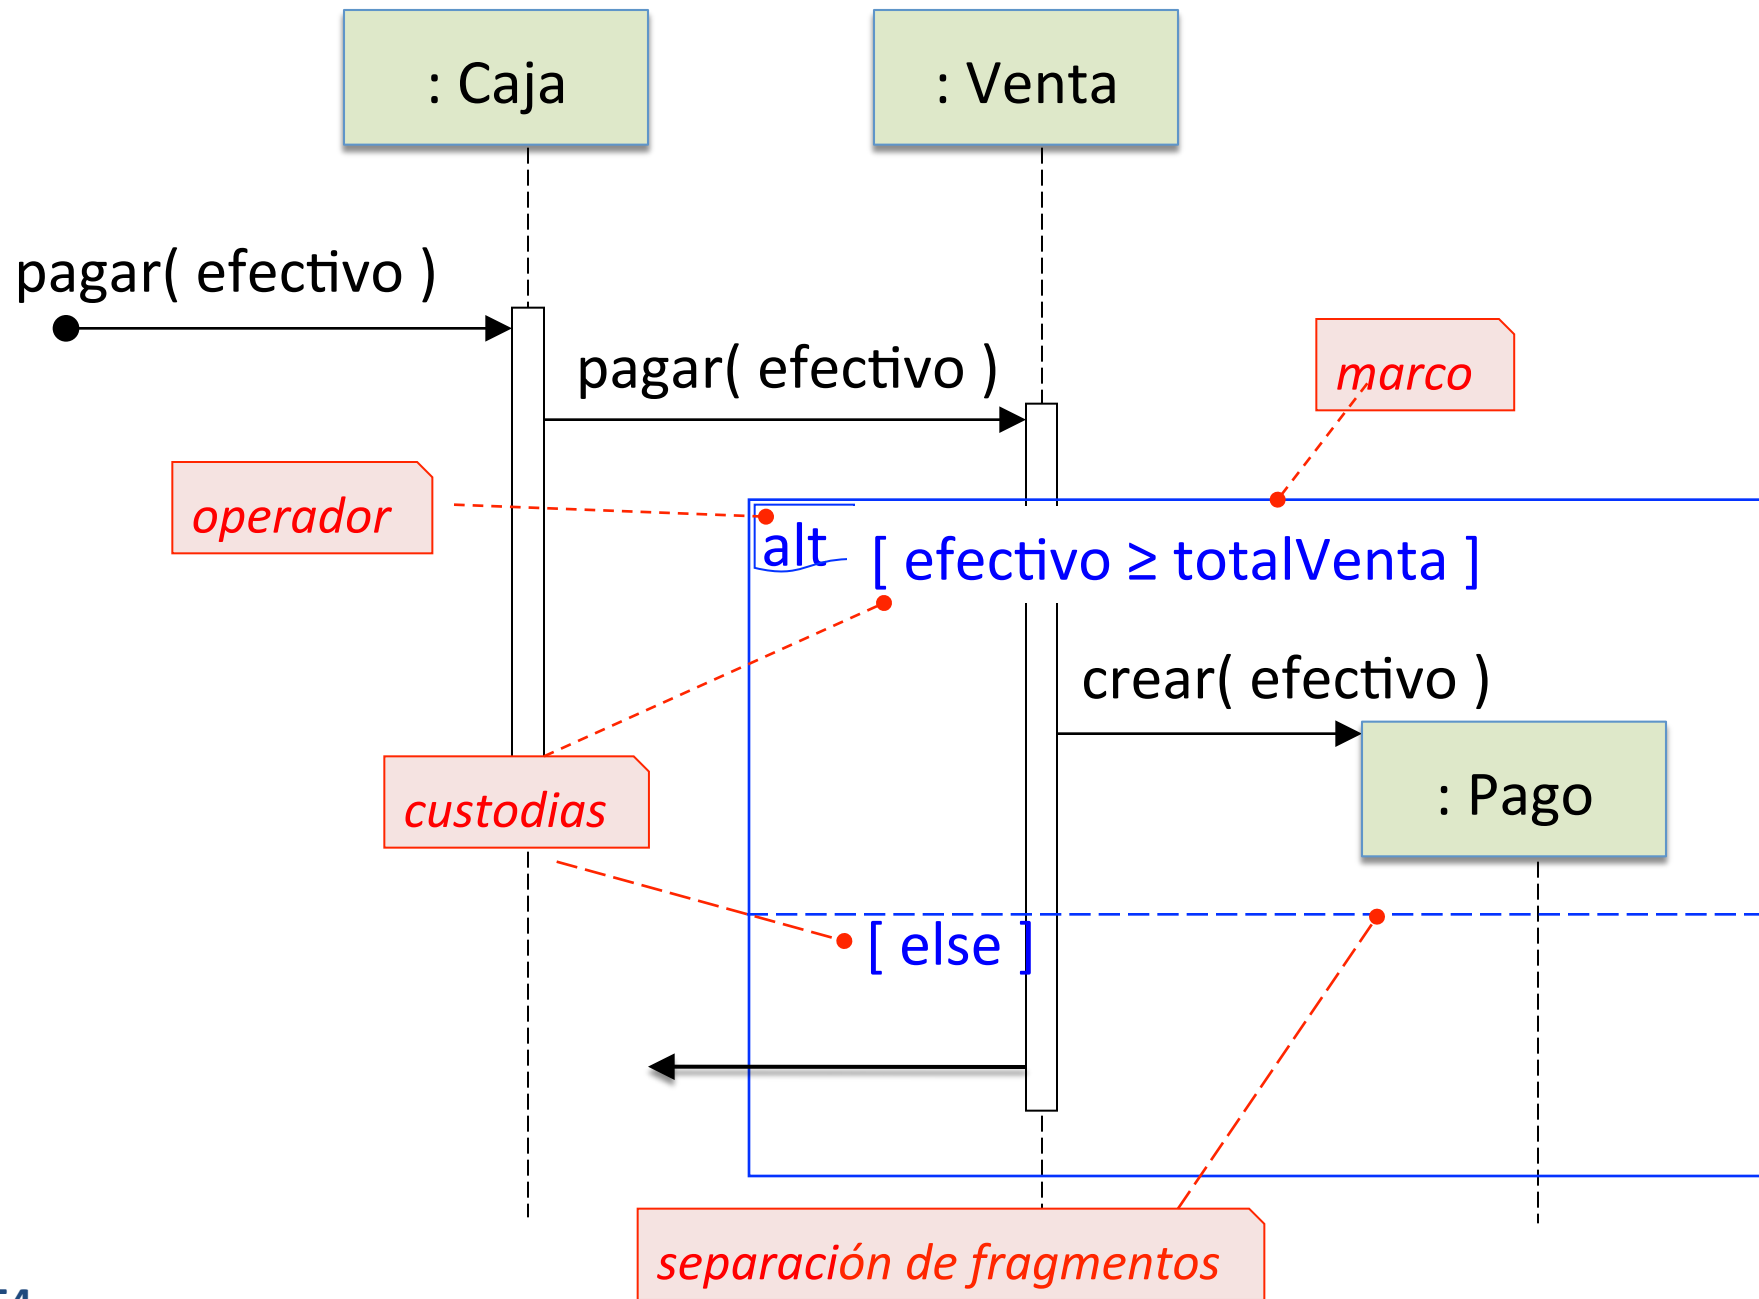 : Caja
: Venta
pagar( efectivo )
pagar( efectivo )
marco
operador
alt
[ efectivo ≥ totalVenta ]
crear( efectivo )
: Pago
custodias
[ else ]
separación de fragmentos